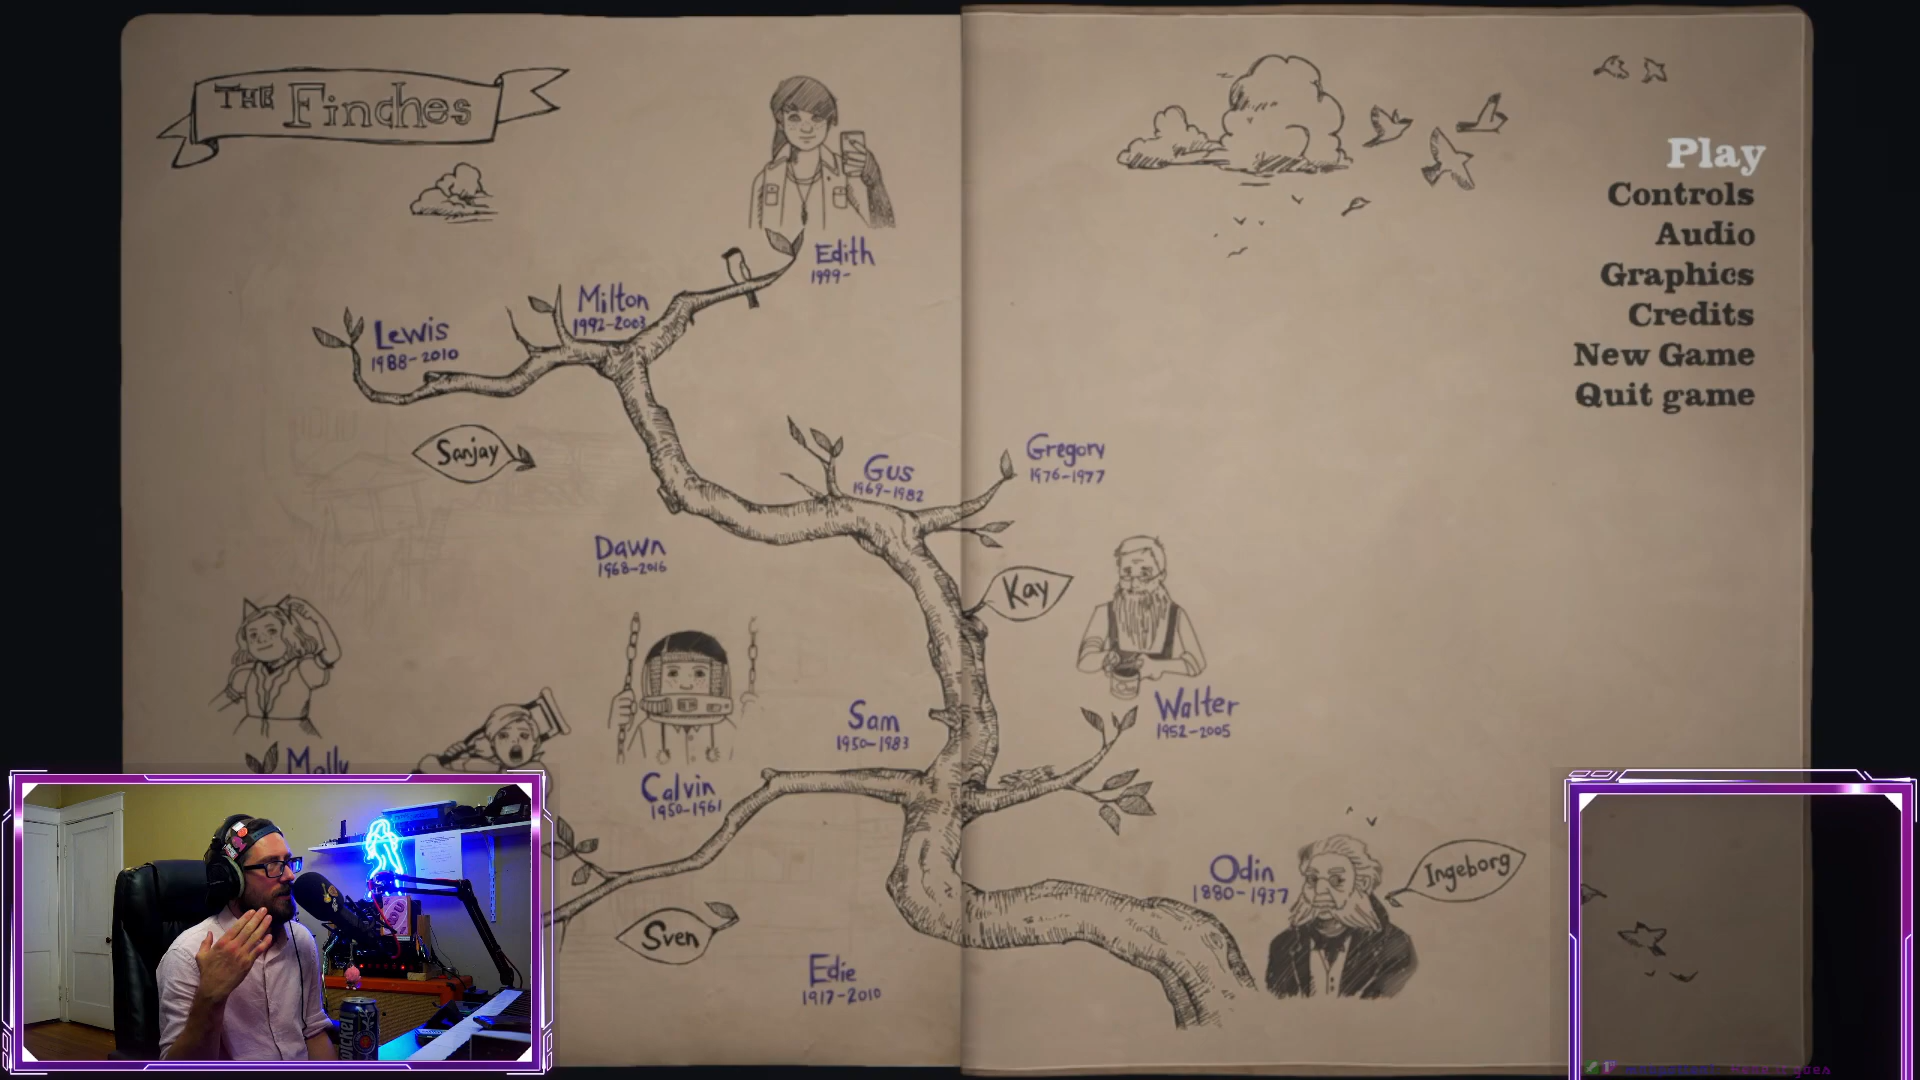 THE Finches
Edith
1999-
Milton
1992-2003
Lewis
1988-2010
Sanjay
Gus
1969-1982
Gregory
1976-1977
Dawn
1968-2016
Kay
Walter
1952-2005
Sam
1950-1983
Calvin
1950-1961
Molly
Odin
1880-1937
Ingeborg
Sven
Edie
1917-2010
Play
Controls
Audio
Graphics
Credits
New Game
Quit game